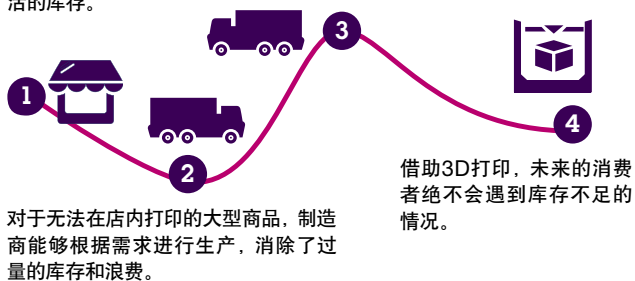 活的库存。
3
1
4
2
借助3D打印，未来的消费
者绝不会遇到库存不足的
情况。
对于无法在店内打印的大型商品，制造
商能够根据需求进行生产，消除了过
量的库存和浪费。